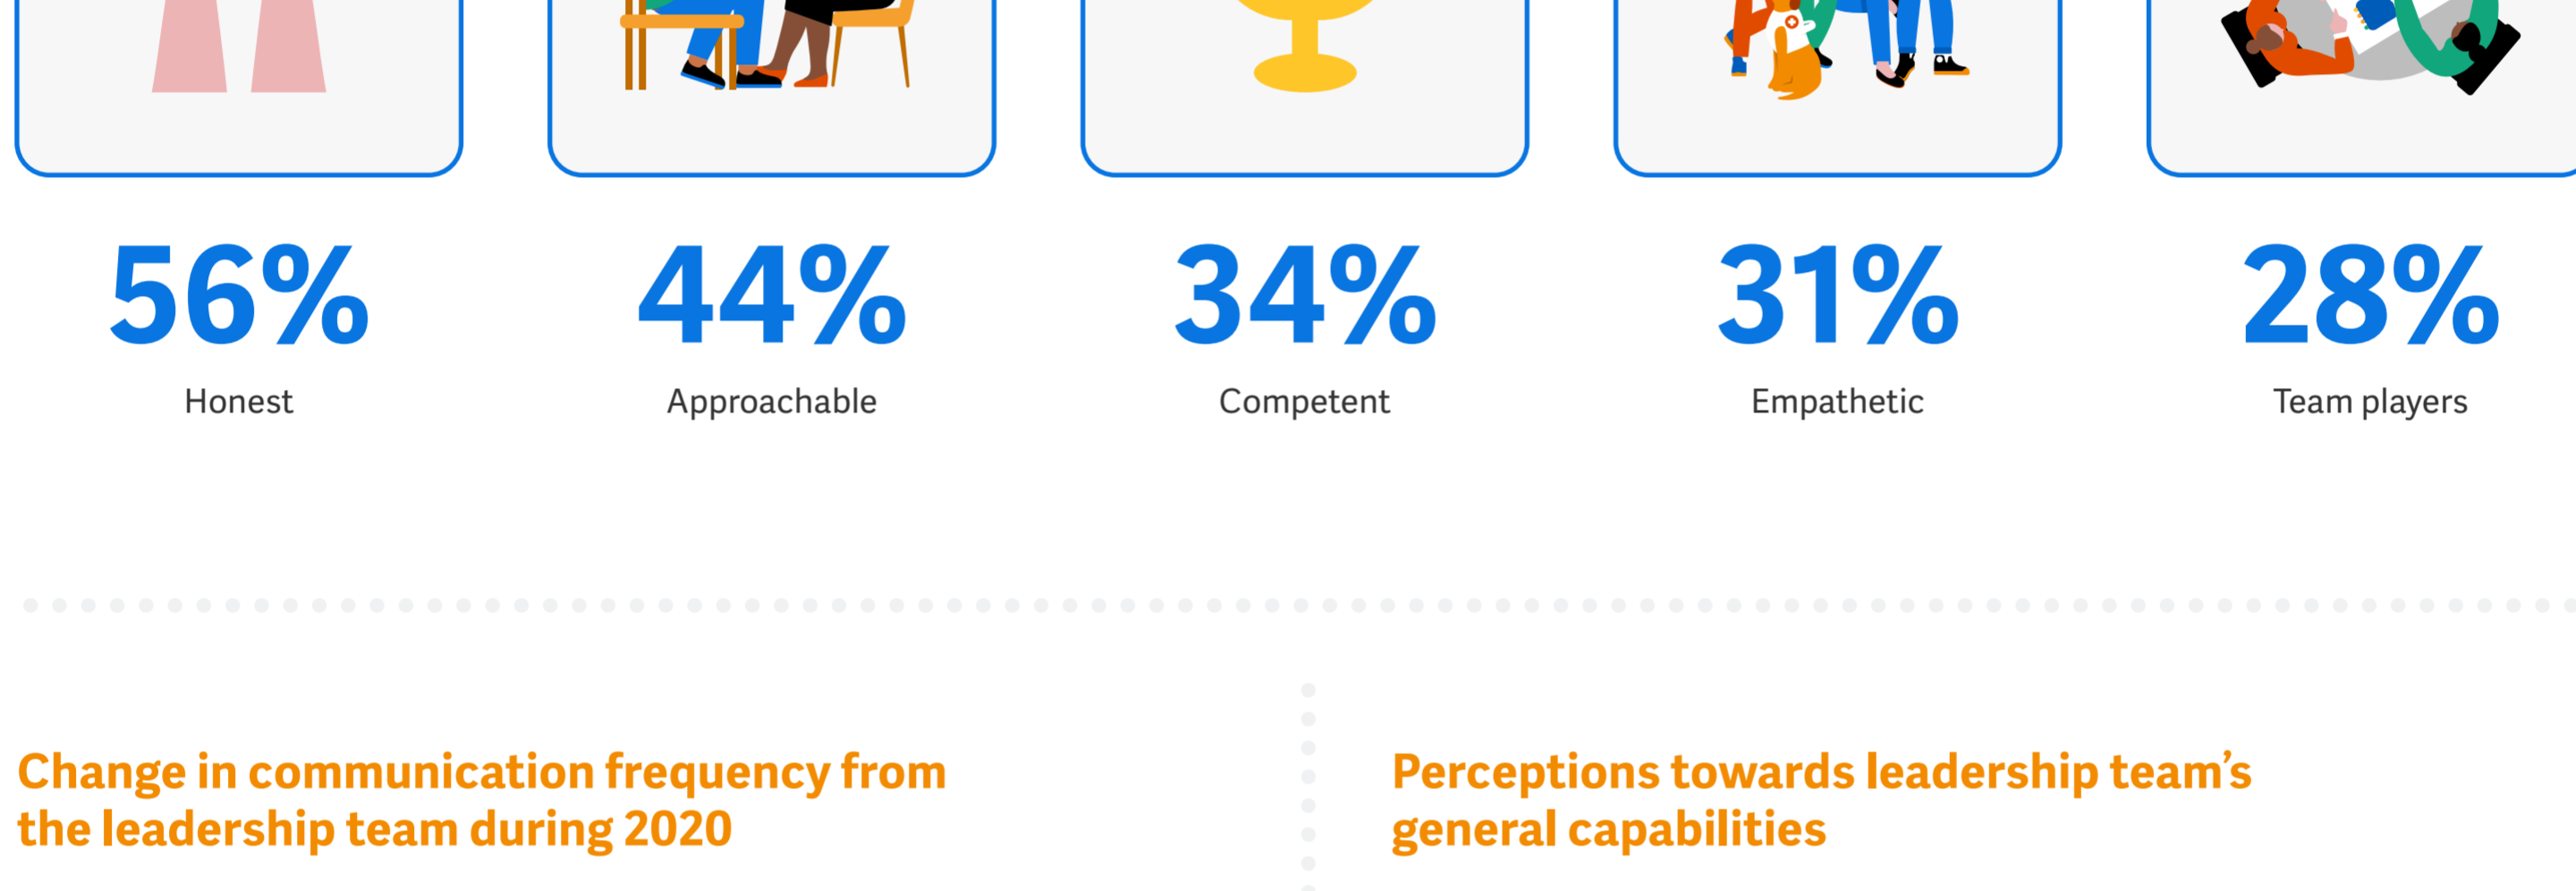 56%
44%
34%
31%
28%
Honest
Approachable
Competent
Empathetic
Team players
Change in communication frequency from
the leadership team during 2020
Perceptions towards leadership team’s
general capabilities